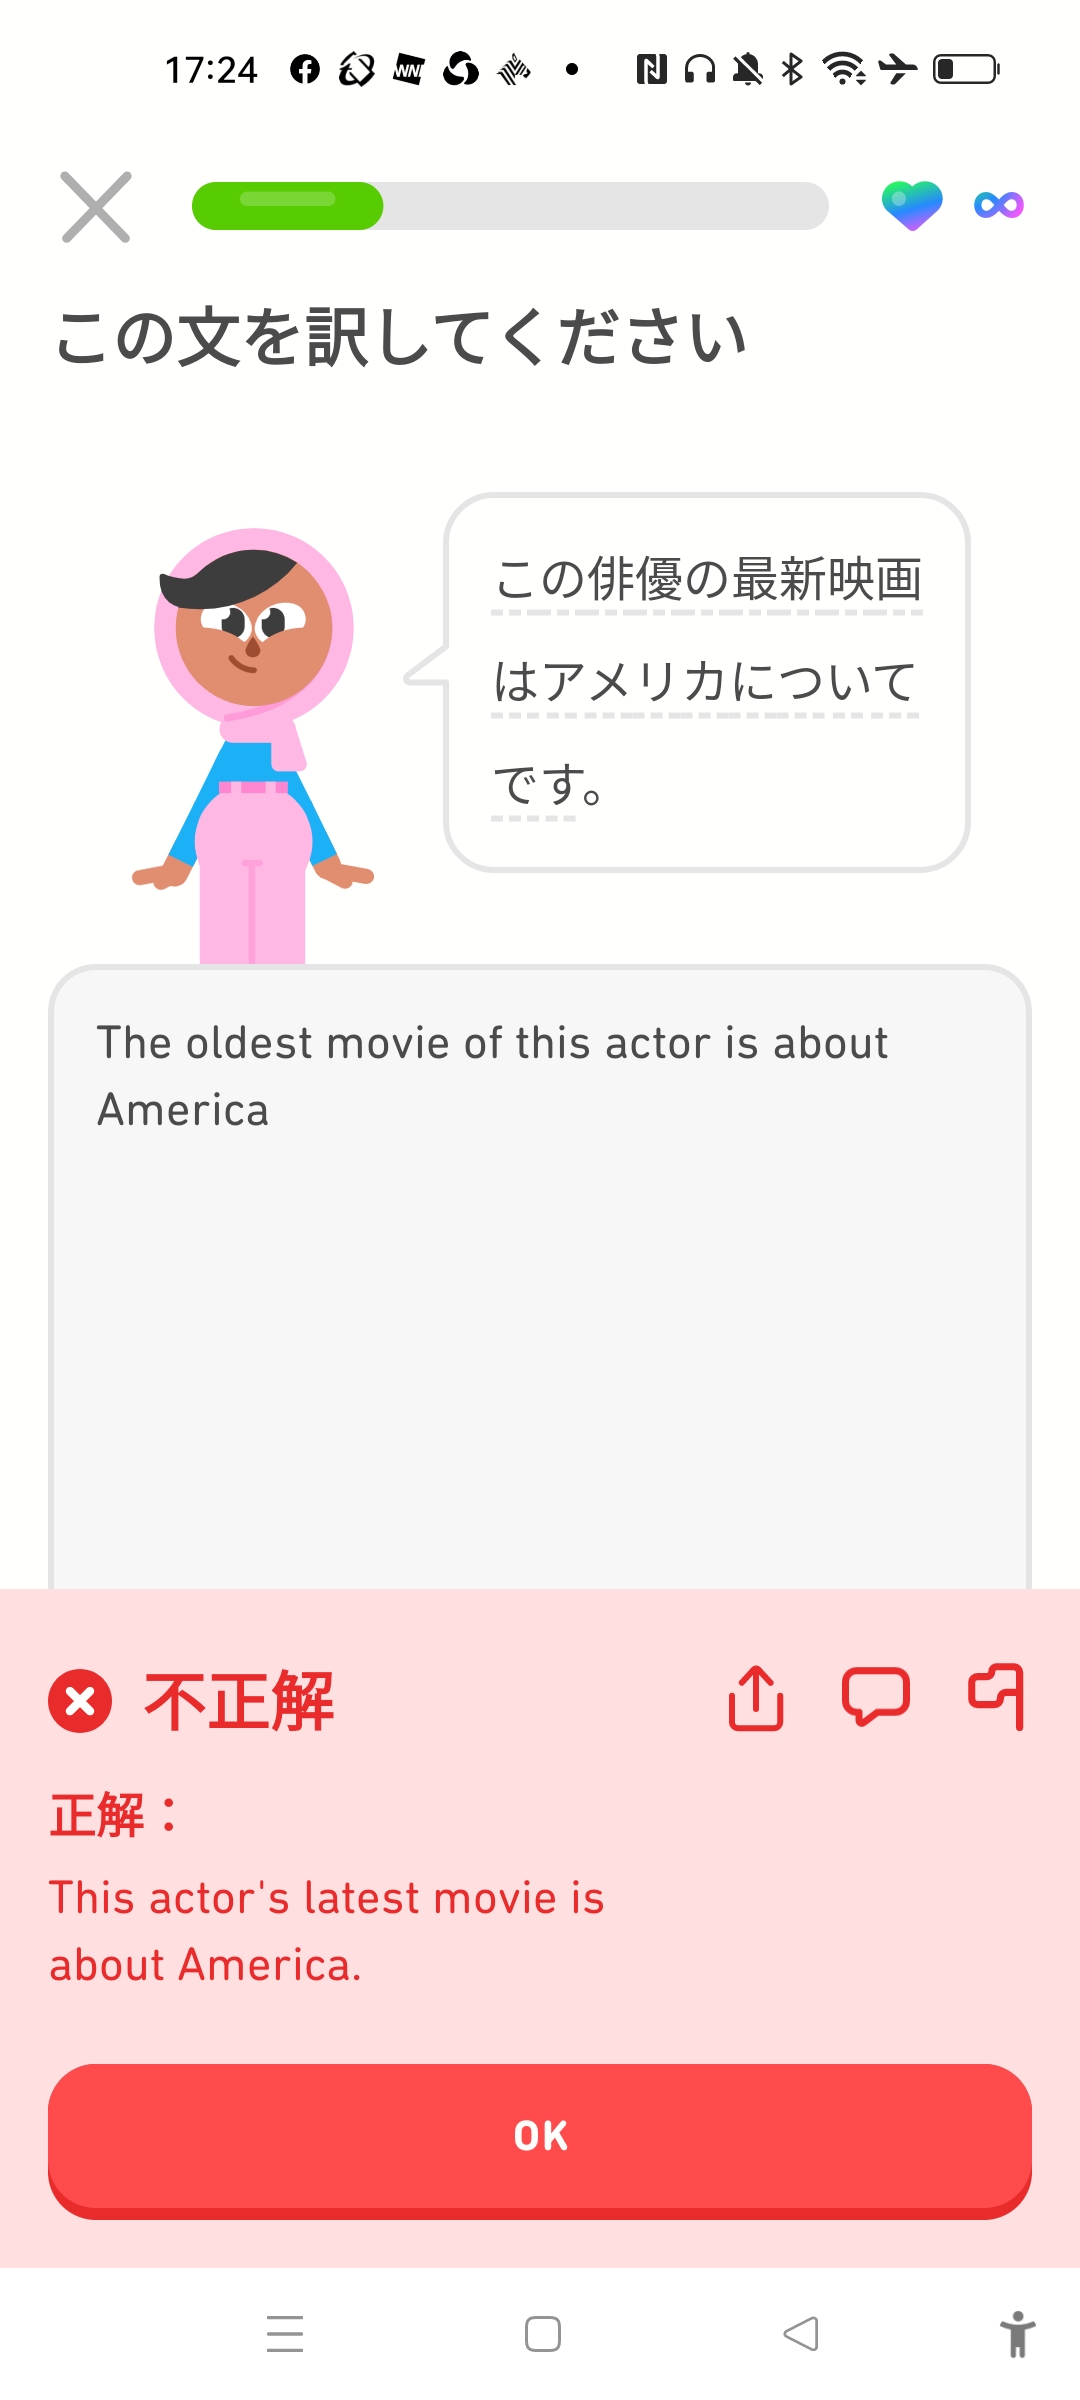 17:24
この文を訳してください
この俳優の最新映画
はアメリカについて
です。
The oldest movie of this actor is about
America
不正解
正解：
This actor's latest movie is
about America.
OK